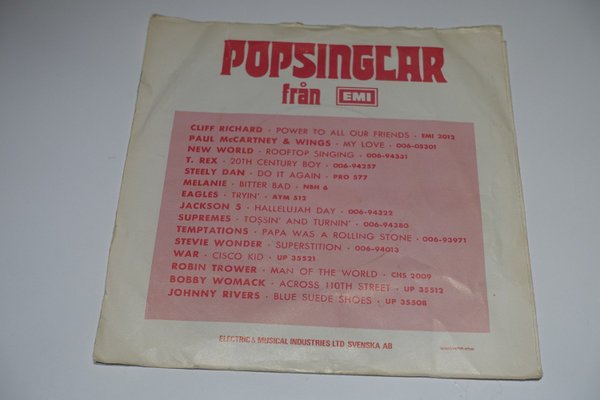 POPSINGLAR
från EMI
CLIFF RICHARD · POWER TO ALL OUR FRIENDS · EMI 2012
PAUL McCARTNEY & WINGS · MY LOVE · 006-05301
NEW WORLD · ROOFTOP SINGING · 006-94331
T. REX · 20TH CENTURY BOY · 006-94257
STEELY DAN · DO IT AGAIN · PRO 577
MELANIE · BITTER BAD · NBH 6
EAGLES · TRYIN' · AYM 512
JACKSON 5 · HALLELUJAH DAY · 006-94322
SUPREMES · TOSSIN' AND TURNIN' · 006-94280
TEMPTATIONS · PAPA WAS A ROLLING STONE · 006-93971
STEVIE WONDER · SUPERSTITION · 006-94013
WAR · CISCO KID · UP 35521
ROBIN TROWER · MAN OF THE WORLD · CHS 2009
BOBBY WOMACK · ACROSS 110TH STREET · UP 35512
JOHNNY RIVERS · BLUE SUEDE SHOES · UP 35508
ELECTRIC & MUSICAL INDUSTRIES LTD SVENSKA AB